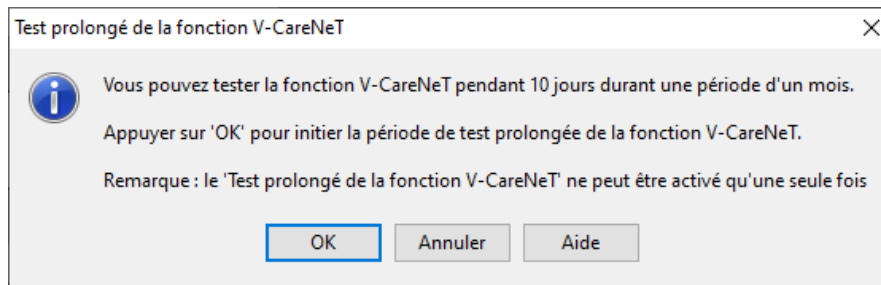 Test prolongé de la fonction V-CareNeT
Vous pouvez tester la fonction V-CareNeT pendant 10 jours durant une période d'un mois.
Appuyer sur 'OK' pour initier la période de test prolongée de la fonction V-CareNeT.
Remarque : le 'Test prolongé de la fonction V-CareNeT' ne peut être activé qu'une seule fois
OK
Annuler
Aide